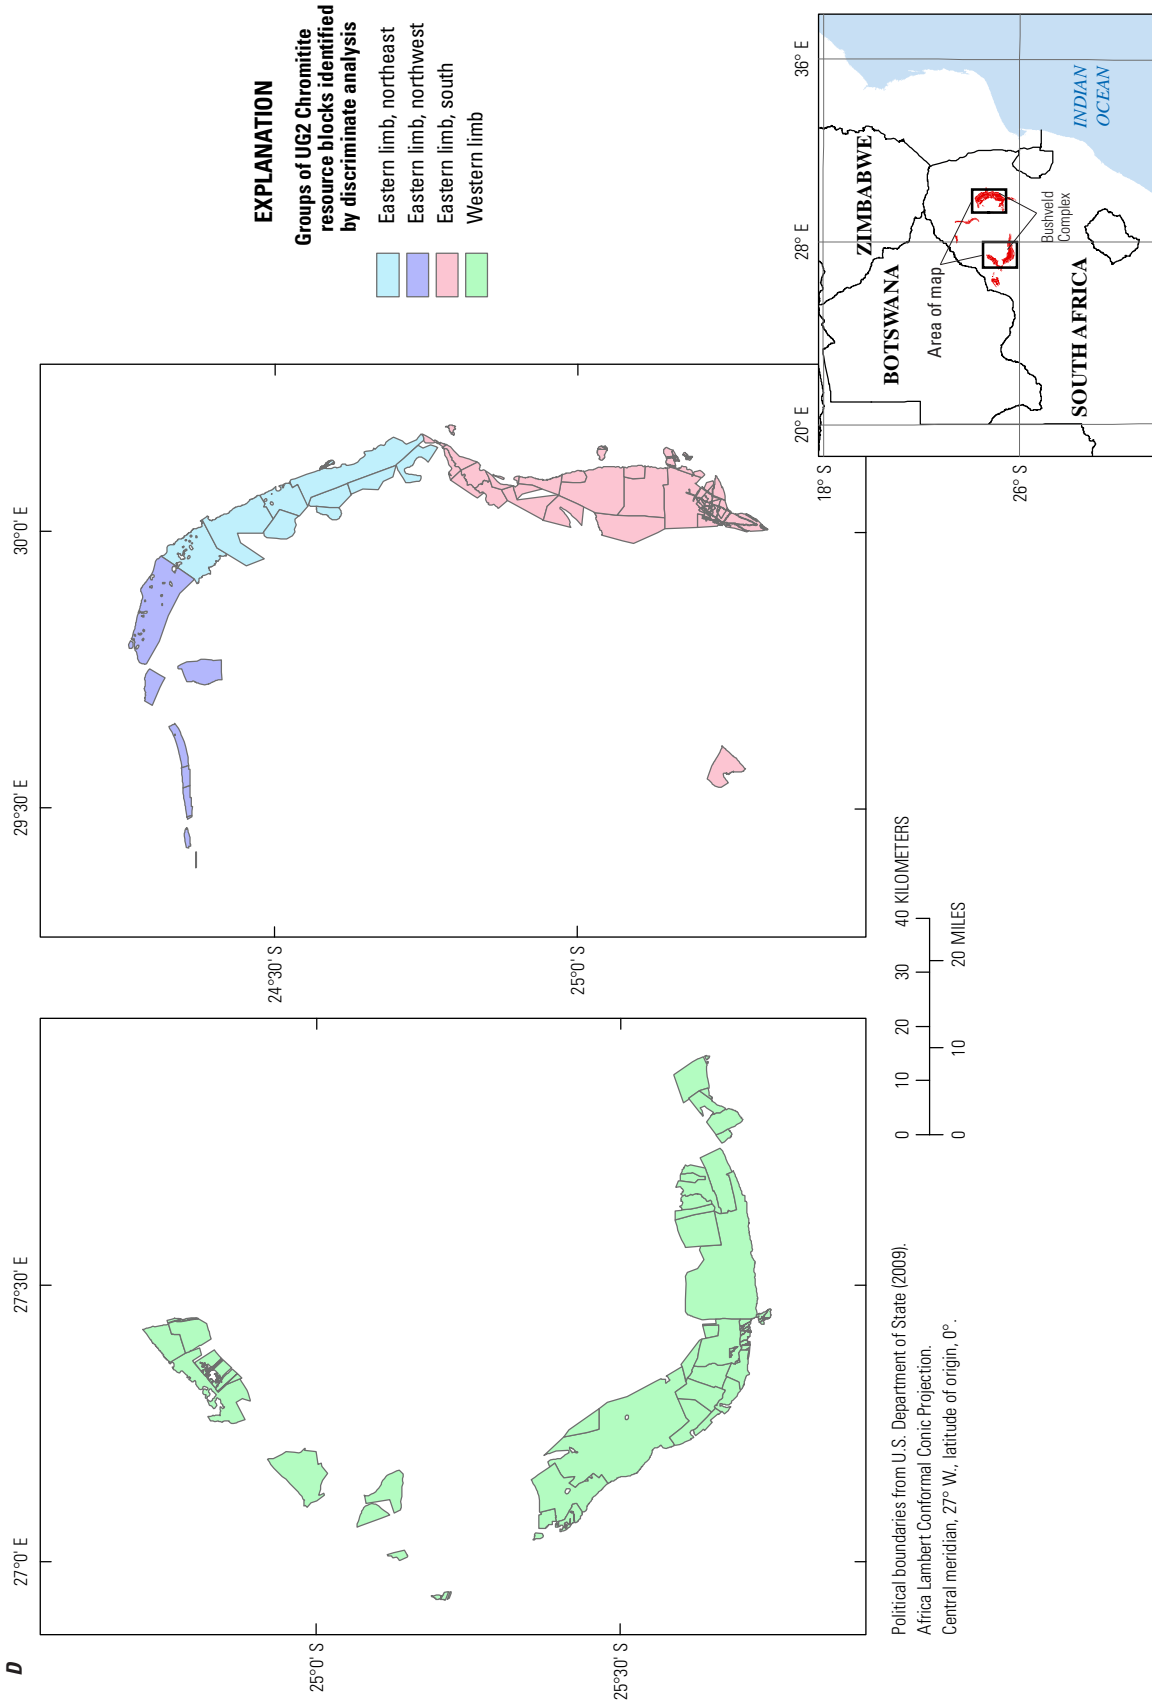 D
27°0' E
27°30' E
25°0' S
25°30' S
29°30' E
30°0' E
24°30' S
25°0' S
EXPLANATION
Groups of UG2 Chromitite
resource blocks identified
by discriminate analysis
Eastern limb, northeast
Eastern limb, northwest
Eastern limb, south
Western limb
Political boundaries from U.S. Department of State (2009).
Africa Lambert Conformal Conic Projection.
Central meridian, 27° W., latitude of origin, 0°.
0 10 20 30 40 KILOMETERS
0 10 20 MILES
20° E
28° E
36° E
18° S
26° S
BOTSWANA
ZIMBABWE
Area of map
Bushveld
Complex
SOUTH AFRICA
INDIAN
OCEAN